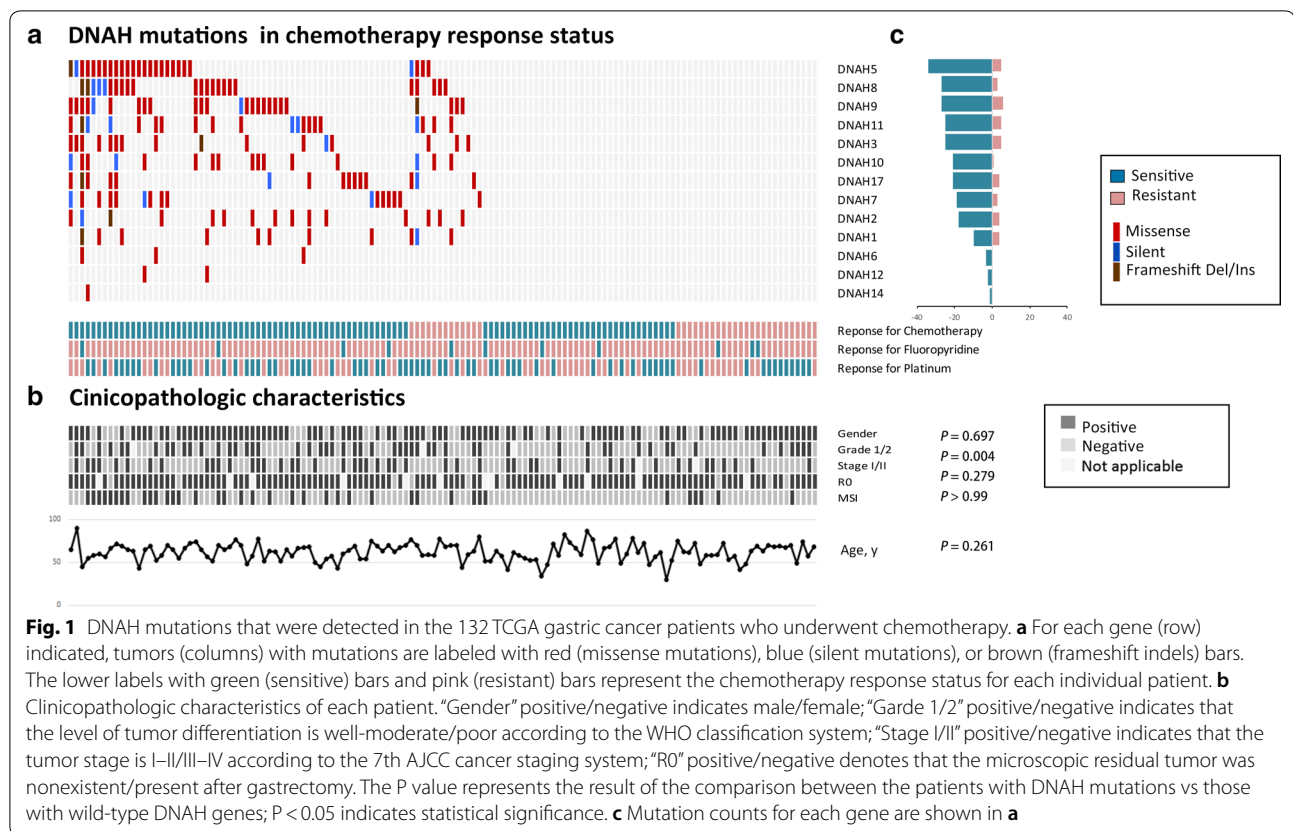 a DNAH mutations in chemotherapy response status
c
DNAH5
DNAH8
DNAH9
DNAH11
DNAH3
DNAH10
DNAH17
DNAH7
DNAH2
DNAH1
DNAH6
DNAH12
DNAH14
-40 -20 0 20 40
Sensitive
Resistant
Missense
Silent
Frameshift Del/Ins
Reponse for Chemotherapy
Reponse for Fluoropyridine
Reponse for Platinum
b Cinicopathologic characteristics
Gender P = 0.697
Grade 1/2 P = 0.004
Stage I/II P = 0.279
R0 P = 0.056
MSI P > 0.99
Positive
Negative
Not applicable
100
50
0
Age, y P = 0.261
Fig. 1 DNAH mutations that were detected in the 132 TCGA gastric cancer patients who underwent chemotherapy. a For each gene (row)
indicated, tumors (columns) with mutations are labeled with red (missense mutations), blue (silent mutations), or brown (frameshift indels) bars.
The lower labels with green (sensitive) bars and pink (resistant) bars represent the chemotherapy response status for each individual patient. b
Clinicopathologic characteristics of each patient. “Gender” positive/negative indicates male/female; “Garde 1/2” positive/negative indicates that
the level of tumor differentiation is well-moderate/poor according to the WHO classification system; “Stage I/II” positive/negative indicates that the
tumor stage is I–II/III–IV according to the 7th AJCC cancer staging system; “R0” positive/negative denotes that the microscopic residual tumor was
nonexistent/present after gastrectomy. The P value represents the result of the comparison between the patients with DNAH mutations vs those
with wild-type DNAH genes; P < 0.05 indicates statistical significance. c Mutation counts for each gene are shown in a